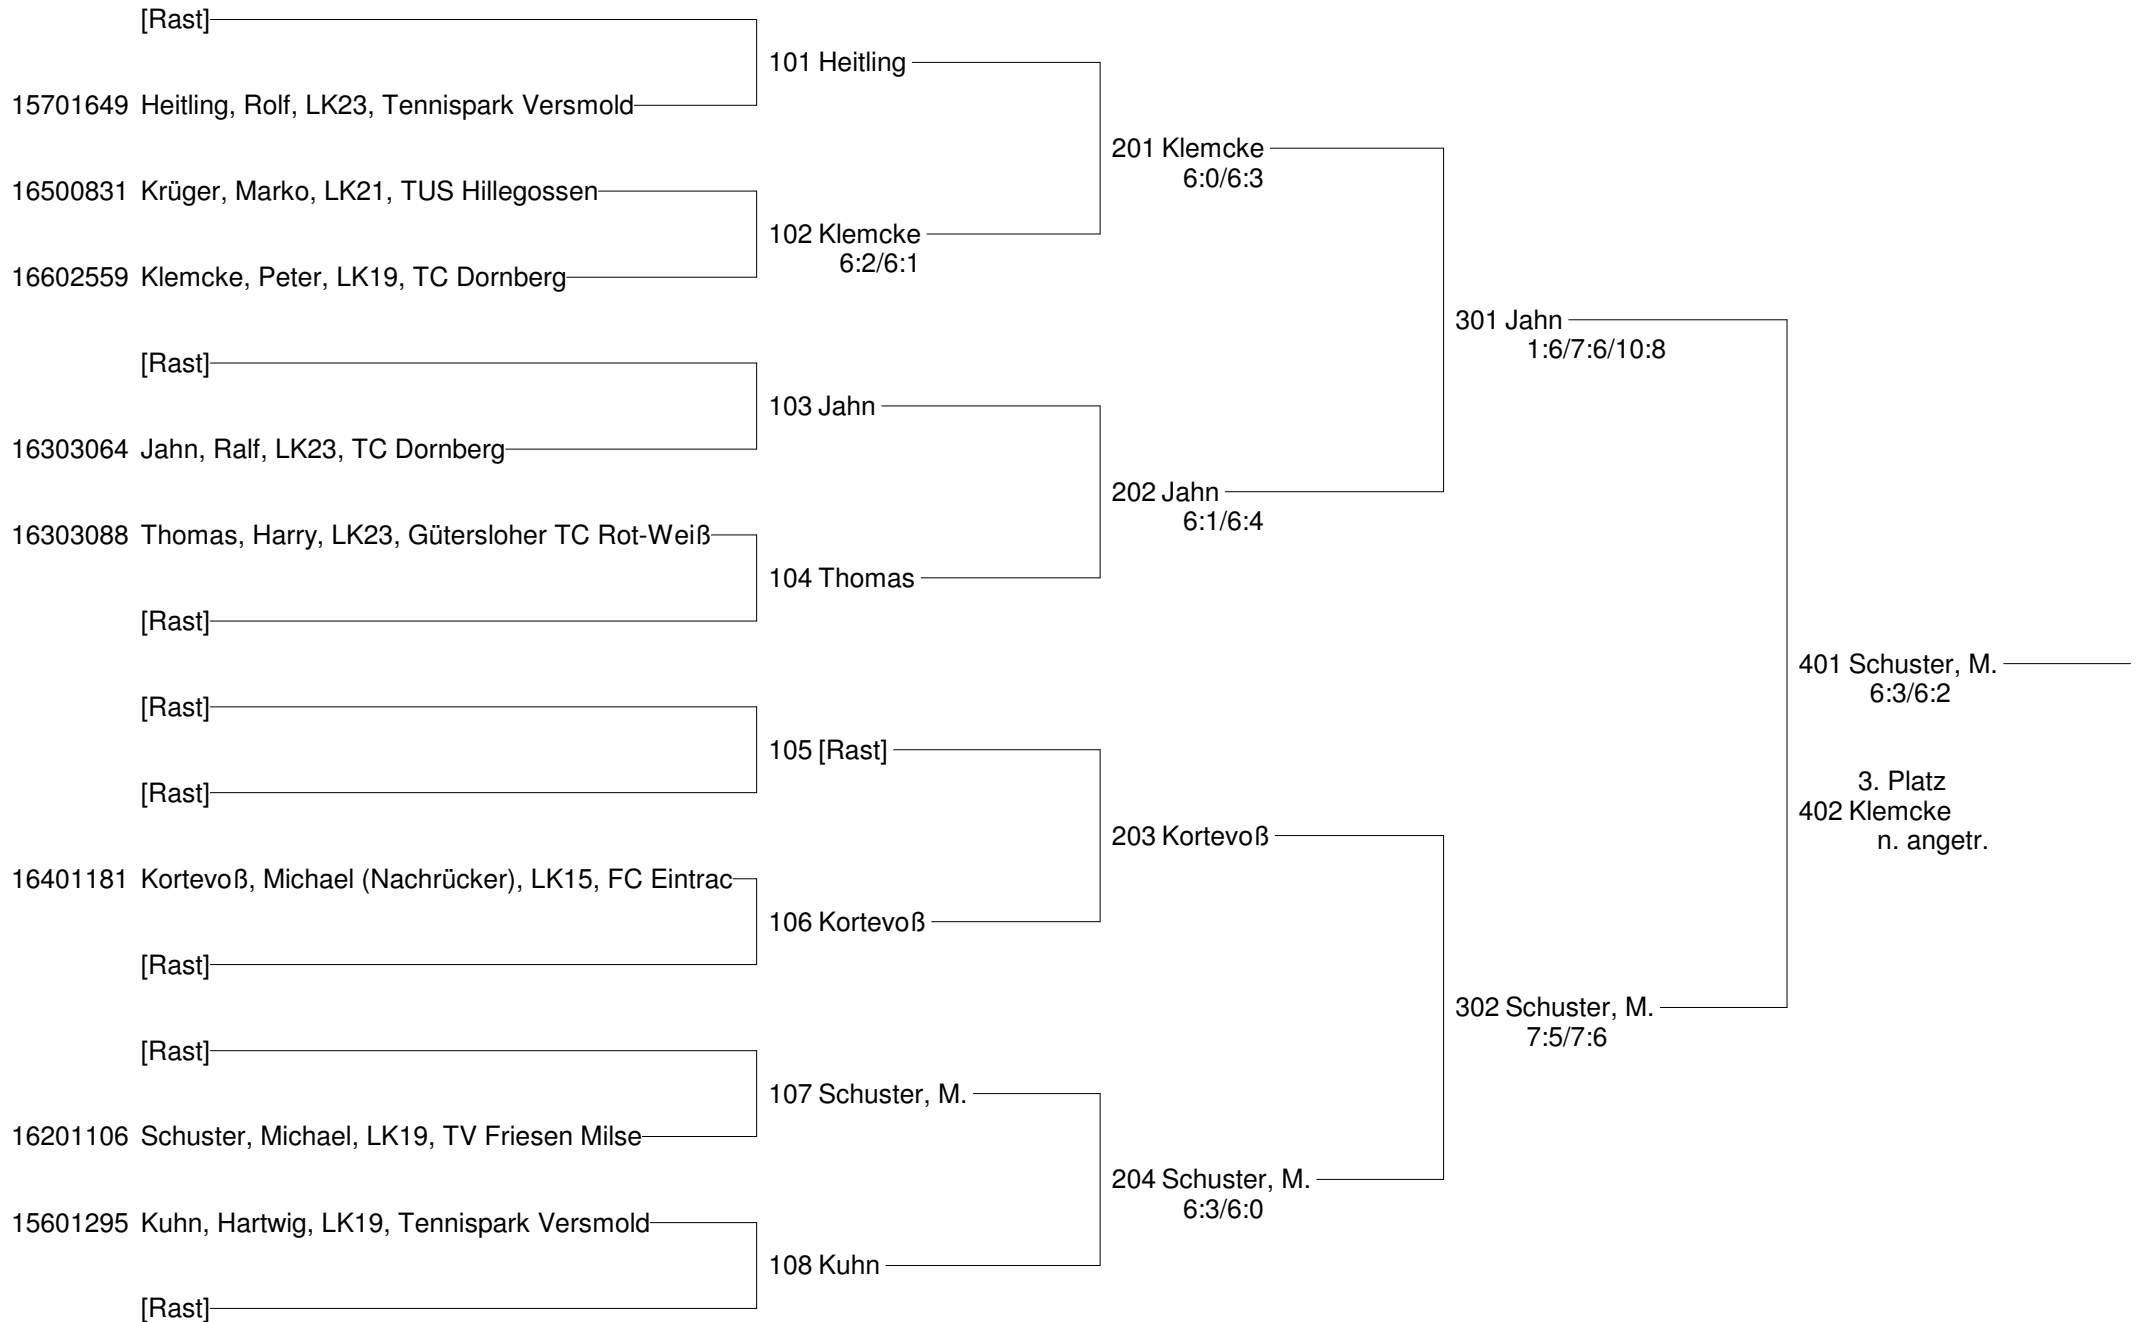 [Rast]
101 Heitling
15701649 Heitling, Rolf, LK23, Tennispark Versmold
201 Klemcke
6:0/6:3
16500831 Krüger, Marko, LK21, TUS Hillegossen
102 Klemcke
6:2/6:1
16602559 Klemcke, Peter, LK19, TC Dornberg
301 Jahn
1:6/7:6/10:8
[Rast]
103 Jahn
16303064 Jahn, Ralf, LK23, TC Dornberg
202 Jahn
6:1/6:4
16303088 Thomas, Harry, LK23, Gütersloher TC Rot-Weiß
104 Thomas
[Rast]
401 Schuster, M.
6:3/6:2
[Rast]
105 [Rast]
3. Platz
[Rast]
402 Klemcke
n. angetr.
203 Kortevoß
16401181 Kortevoß, Michael (Nachrücker), LK15, FC Eintrac
106 Kortevoß
[Rast]
302 Schuster, M.
7:5/7:6
[Rast]
107 Schuster, M.
16201106 Schuster, Michael, LK19, TV Friesen Milse
204 Schuster, M.
6:3/6:0
15601295 Kuhn, Hartwig, LK19, Tennispark Versmold
108 Kuhn
[Rast]